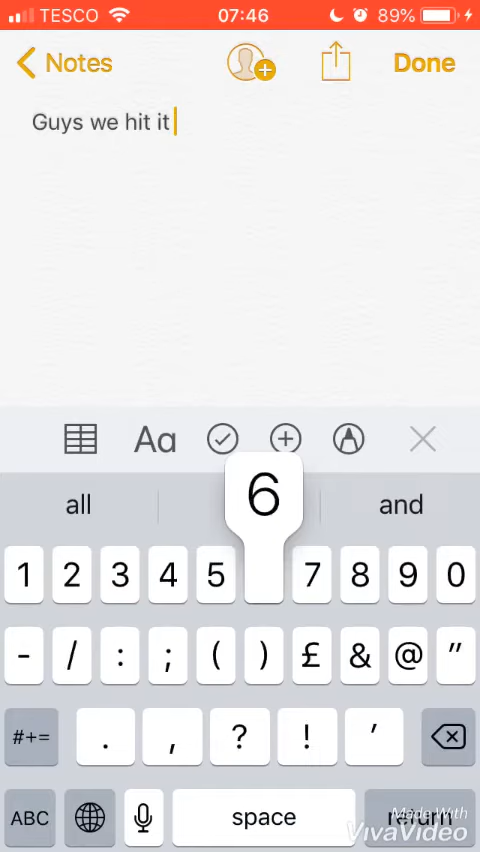 TESCO 07:46 89%
Notes Done
Guys we hit it
Aa
6
all and
1 2 3 4 5 7 8 9 0
- / : ; ( ) £ & @ "
#+= . , ? ! '
ABC space return
Made With
VivaVideo